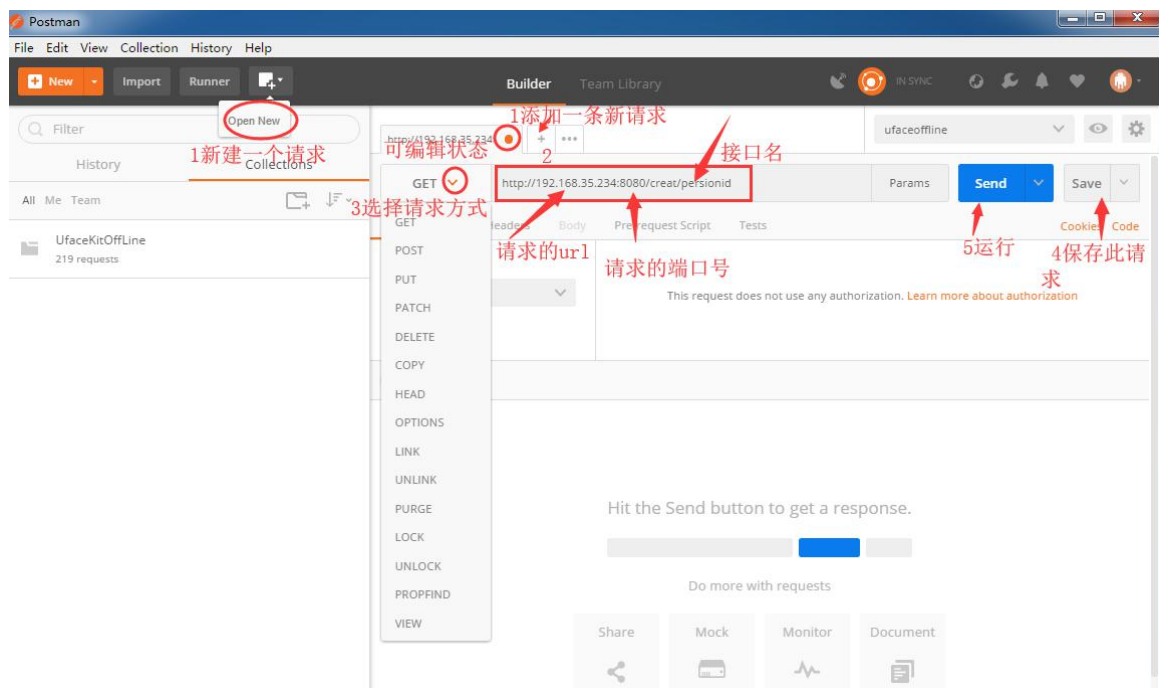 Postman
File Edit View Collection History Help
New Import Runner Builder Team Library IN SYNC
Filter
Open New
1新建一个请求
History Collections
All Me Team
UfaceKitOffLine
219 requests
1添加一条新请求
http://192.168.35.234
+ •••
可编辑状态
2
接口名
ufaceoffline
GET http://192.168.35.234:8080/creat/persionid Params Send Save
3选择请求方式
Headers Body Pre-request Script Tests Cookies Code
请求的url
请求的端口号
5运行
4保存此请
求
This request does not use any authorization. Learn more about authorization
GET
POST
PUT
PATCH
DELETE
COPY
HEAD
OPTIONS
LINK
UNLINK
PURGE
LOCK
UNLOCK
PROPFIND
VIEW
Hit the Send button to get a response.
Do more with requests
Share Mock Monitor Document